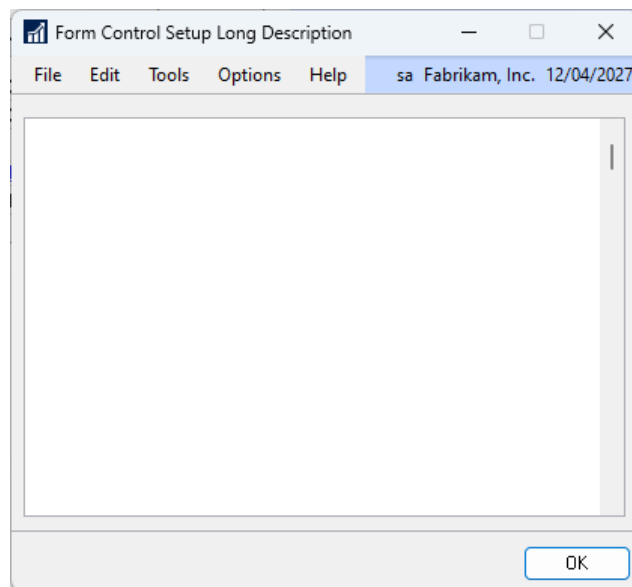 Form Control Setup Long Description
File Edit Tools Options Help sa Fabrikam, Inc. 12/04/2027
OK